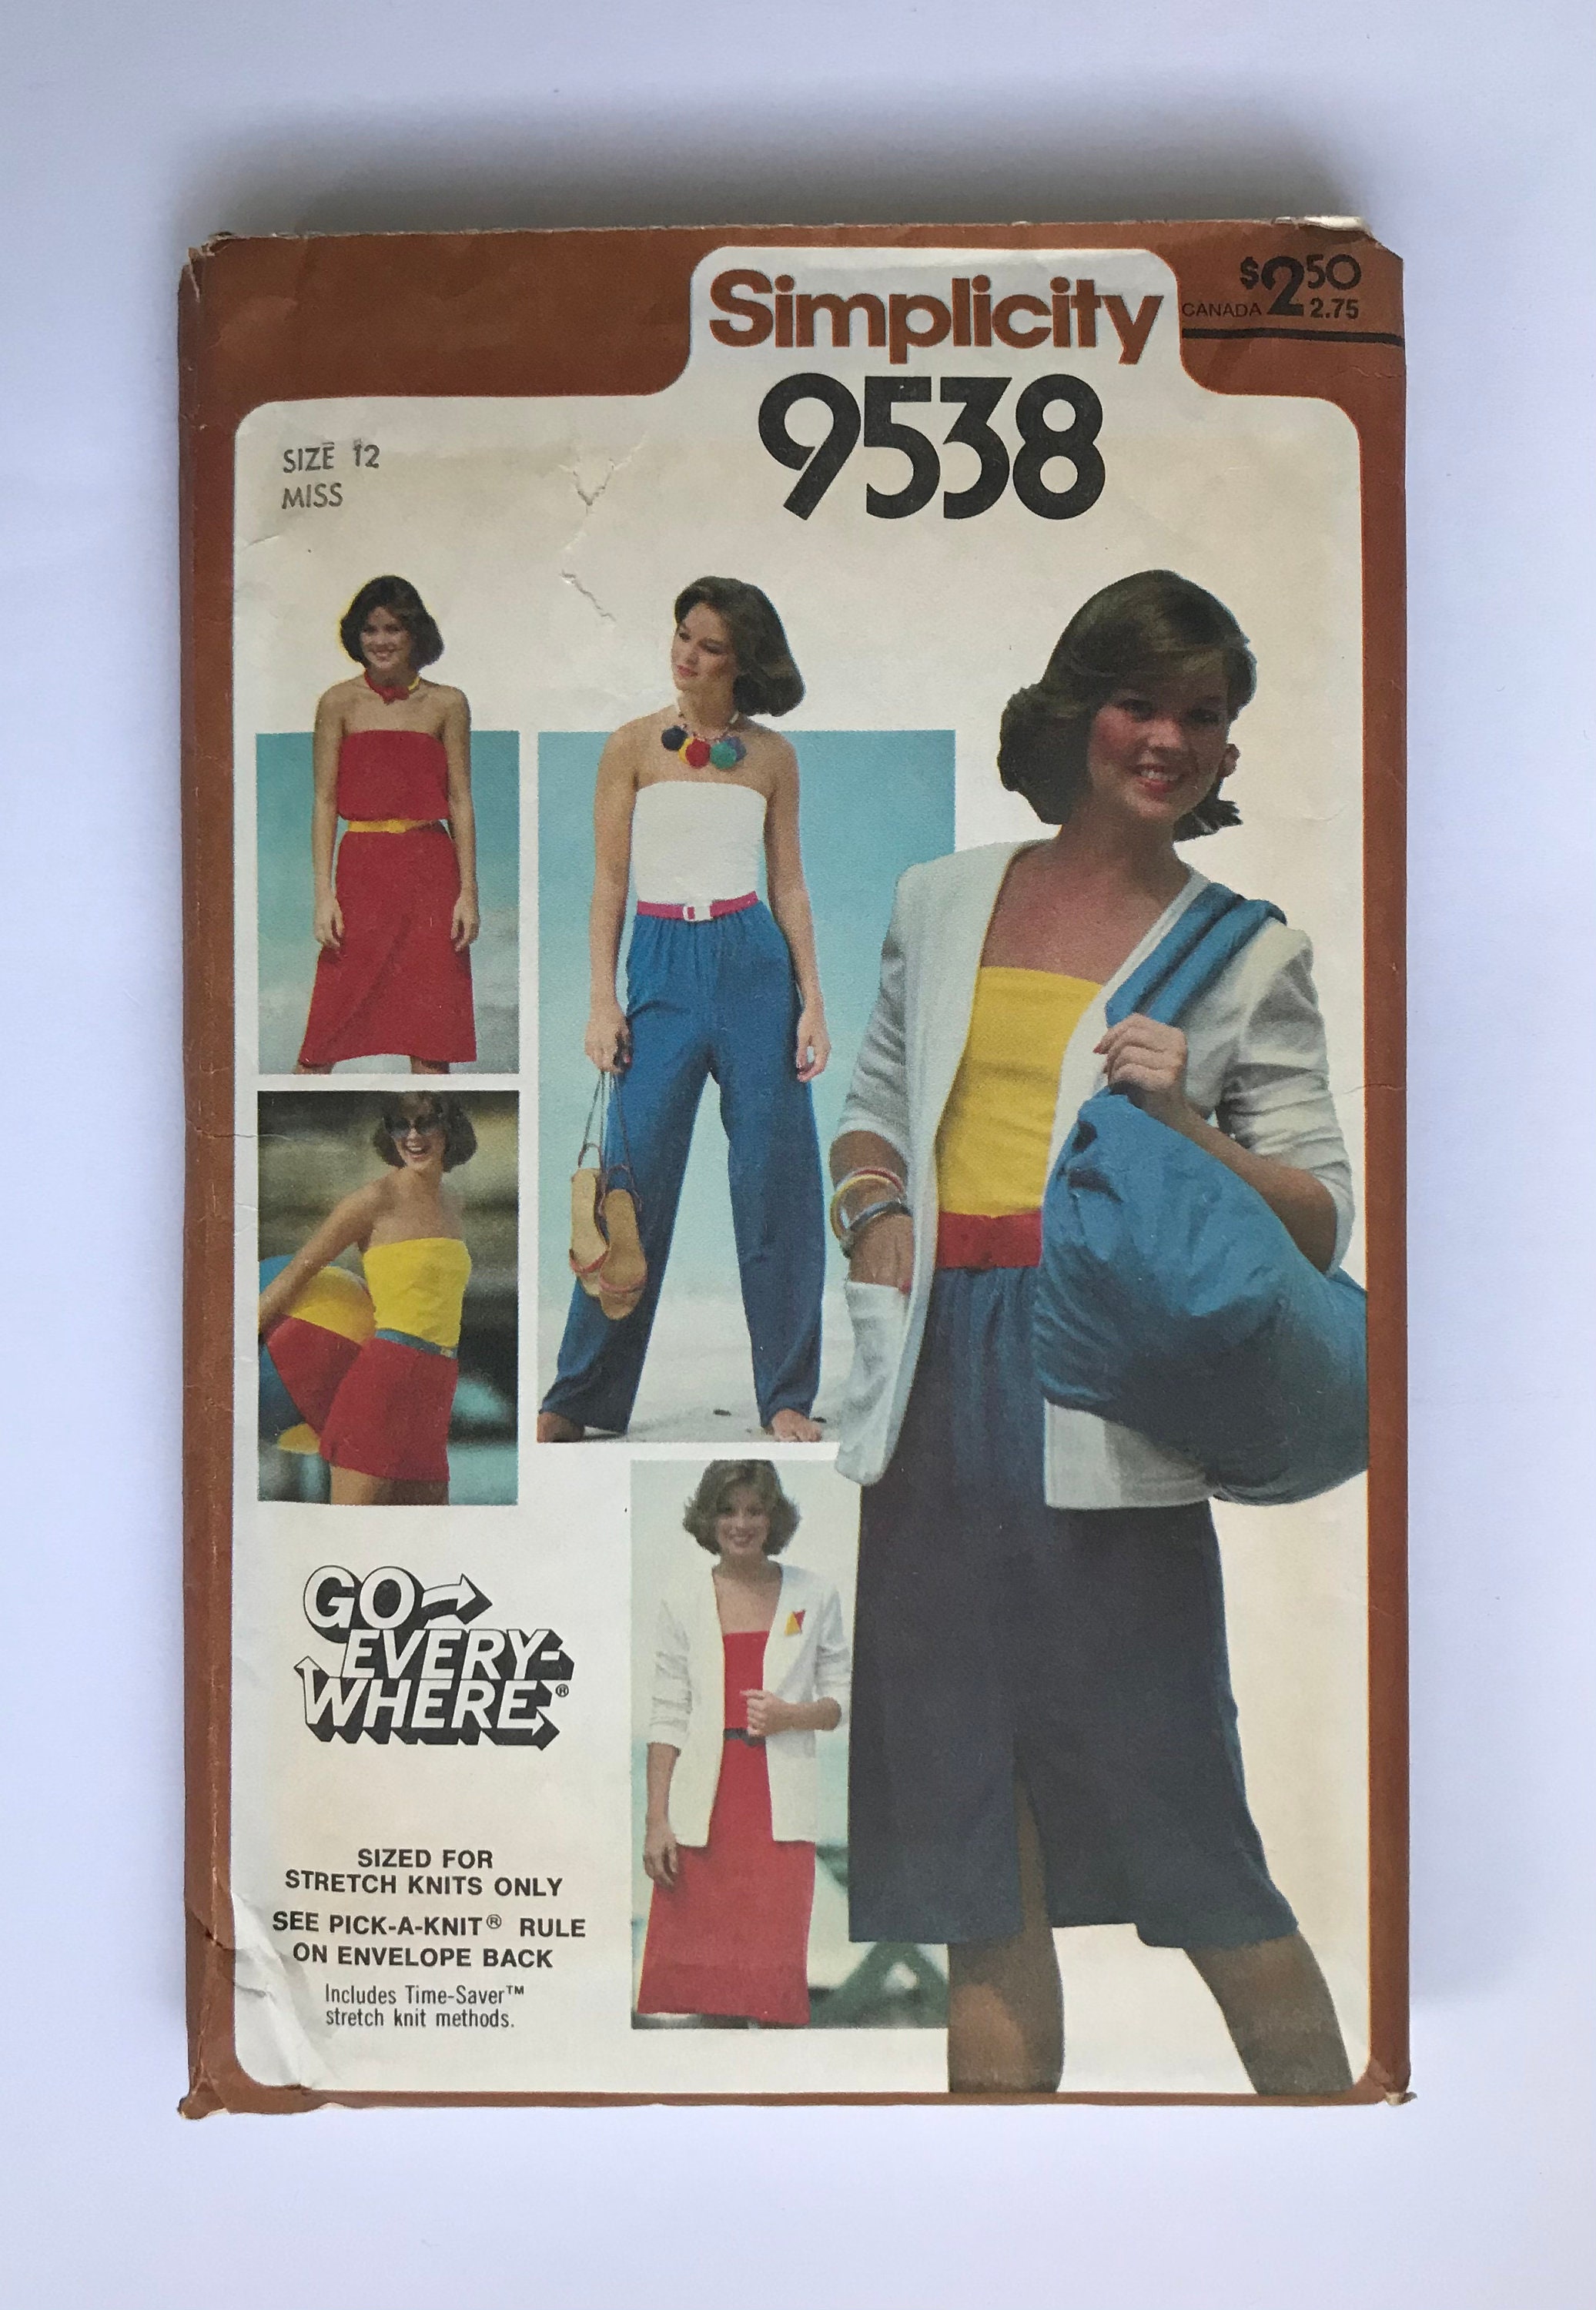 Simplicity
$2.50
CANADA 2.75
9538
SIZE 12
MISS
GO
EVERY-
WHERE®
SIZED FOR
STRETCH KNITS ONLY
SEE PICK-A-KNIT® RULE
ON ENVELOPE BACK
Includes Time-Saver™
stretch knit methods.